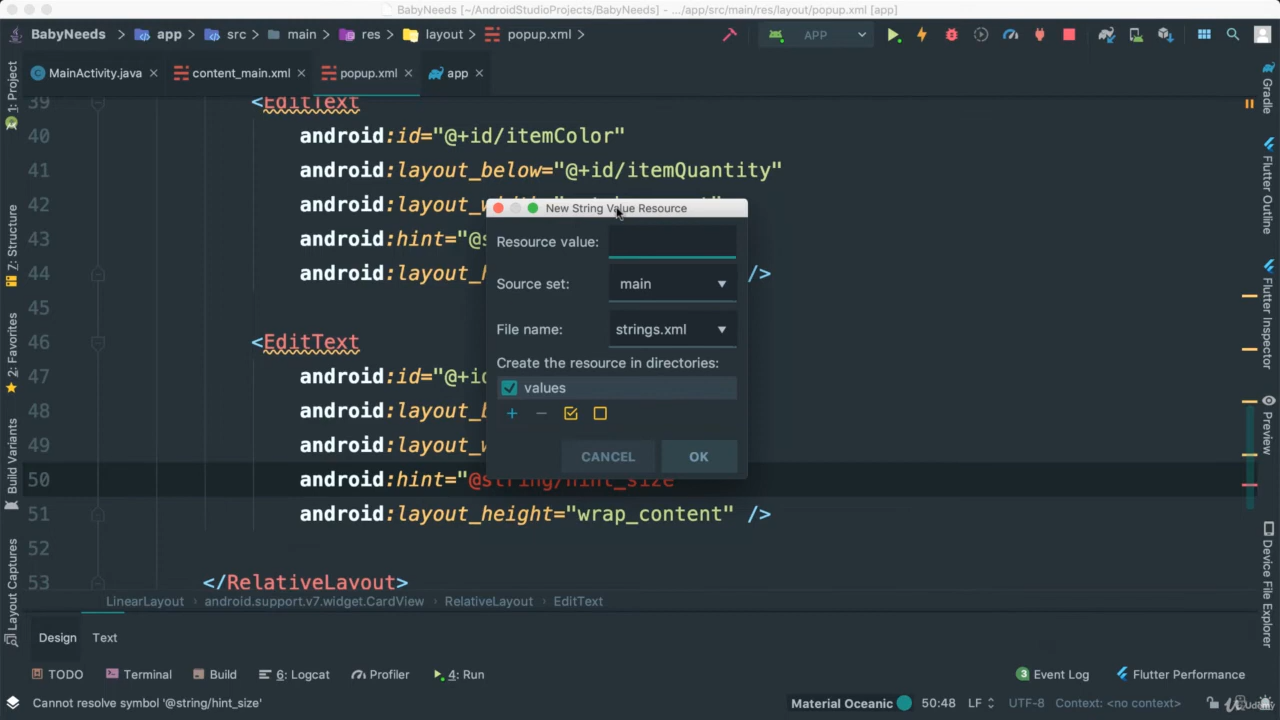 BabyNeeds [~/AndroidStudioProjects/BabyNeeds] - .../app/src/main/res/layout/popup.xml [app]
BabyNeeds > app > src > main > res > layout > popup.xml >
APP
MainActivity.java × content_main.xml × popup.xml × app ×
1: Project
7: Structure
2: Favorites
Build Variants
Layout Captures
39 <EditText
40 android:id="@+id/itemColor"
41 android:layout_below="@+id/itemQuantity"
42 android:layout_w
43 android:hint="@s
44 android:layout_h />
45
46 <EditText
47 android:id="@+id
48 android:layout_b
49 android:layout_w
50 android:hint="@string/hint_size
51 android:layout_height="wrap_content" />
52
53 </RelativeLayout>
New String Value Resource
Resource value:
Source set: main
File name: strings.xml
Create the resource in directories:
values
CANCEL OK
Gradle
Flutter Outline
Flutter Inspector
Preview
Device File Explorer
LinearLayout > android.support.v7.widget.CardView > RelativeLayout > EditText
Design Text
TODO Terminal Build 6: Logcat Profiler 4: Run 3 Event Log Flutter Performance
Cannot resolve symbol '@string/hint_size' Material Oceanic 50:48 LF UTF-8 Context: <no context>
Udemy